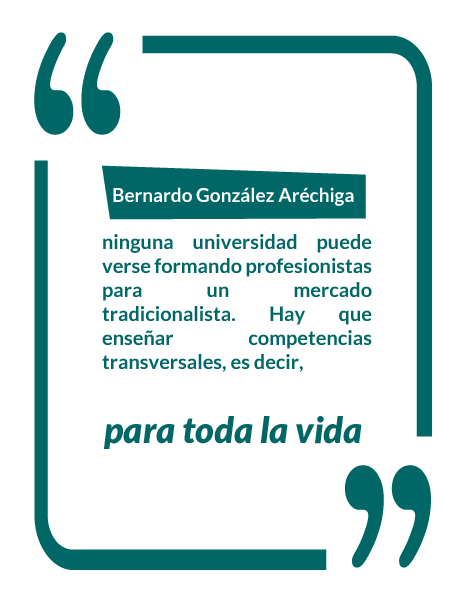 Bernardo González Aréchiga
ninguna universidad puede
verse formando profesionistas
para un mercado
tradicionalista. Hay que
enseñar competencias
transversales, es decir,
para toda la vida